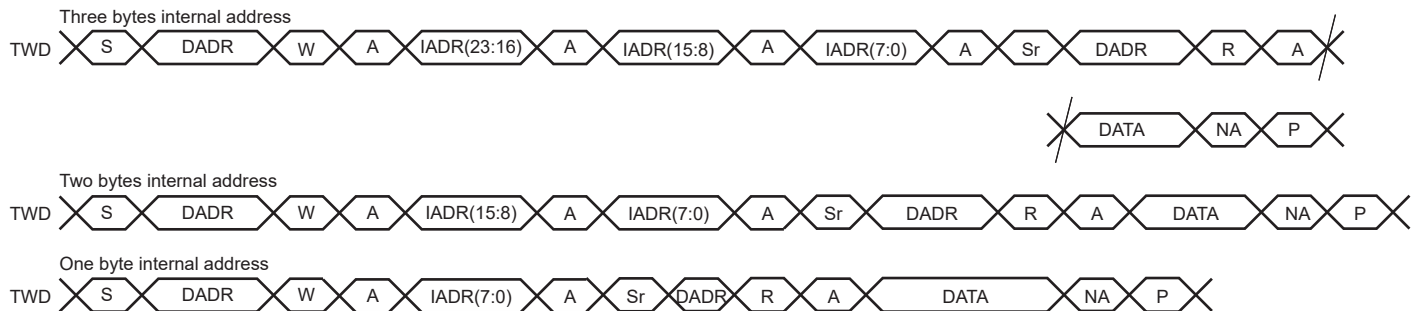 Three bytes internal address
TWD S DADR W A IADR(23:16) A IADR(15:8) A IADR(7:0) A Sr DADR R A
DATA NA P
Two bytes internal address
TWD S DADR W A IADR(15:8) A IADR(7:0) A Sr DADR R A DATA NA P
One byte internal address
TWD S DADR W A IADR(7:0) A Sr DADR R A DATA NA P